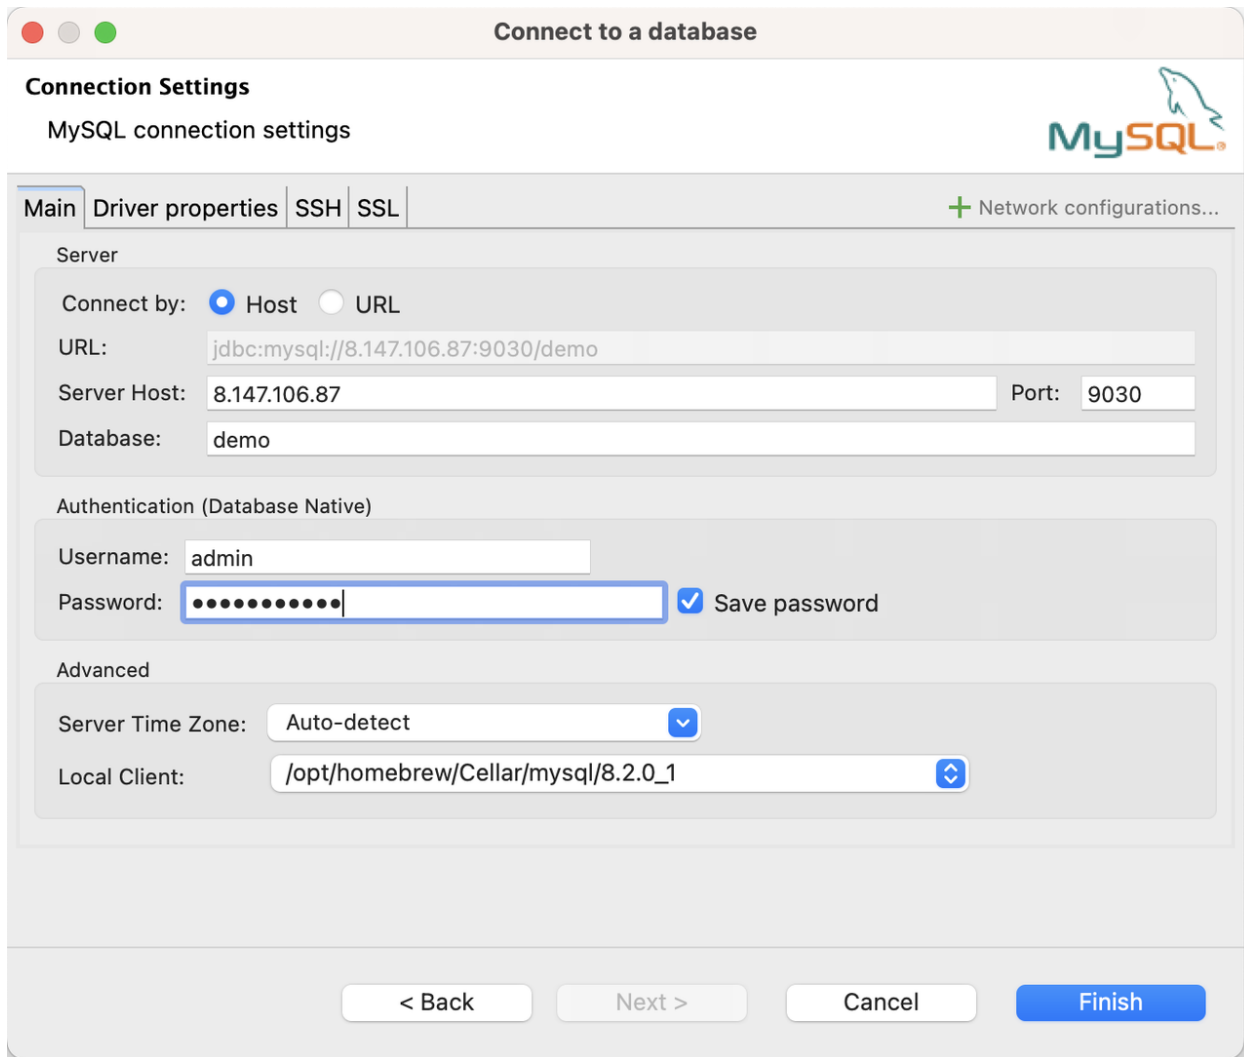 Connect to a database
Connection Settings
MySQL connection settings
MySQL®
Main Driver properties SSH SSL Network configurations...
Server
Connect by: Host URL
URL: jdbc:mysql://8.147.106.87:9030/demo
Server Host: 8.147.106.87 Port: 9030
Database: demo
Authentication (Database Native)
Username: admin
Password: ••••••••••• Save password
Advanced
Server Time Zone: Auto-detect
Local Client: /opt/homebrew/Cellar/mysql/8.2.0_1
< Back Next > Cancel Finish